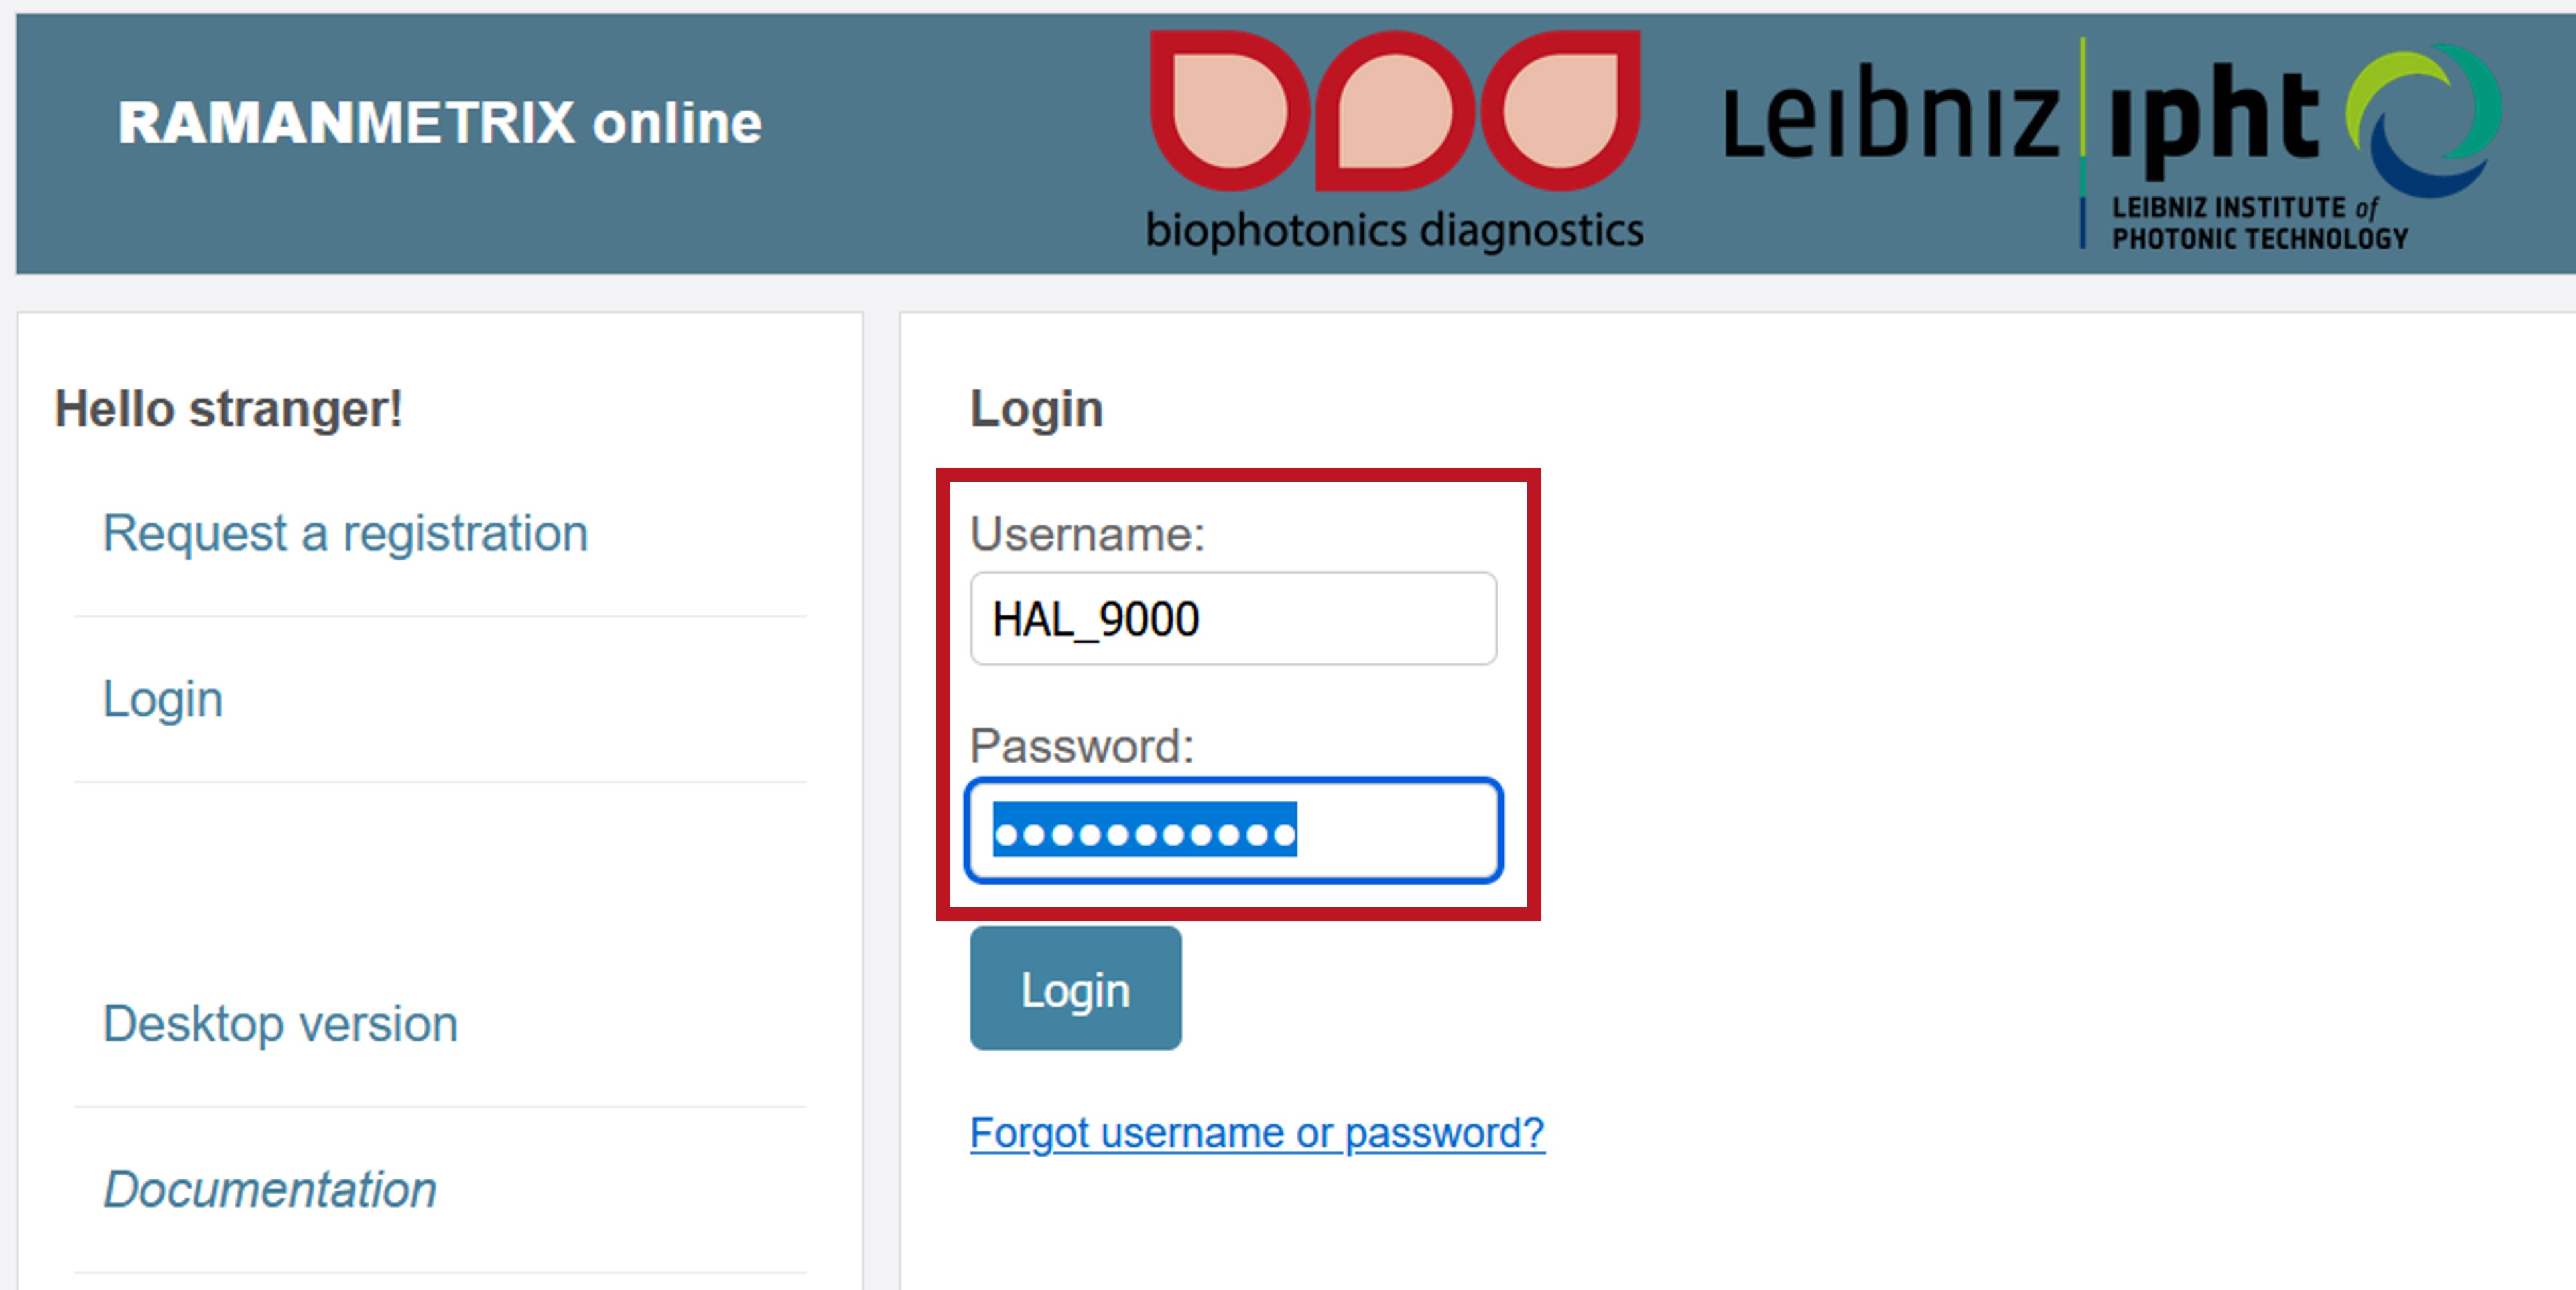 RAMANMETRIX online
biophotonics diagnostics
Leibniz ipht
LEIBNIZ INSTITUTE of
PHOTONIC TECHNOLOGY
Hello stranger!
Request a registration
Login
Desktop version
Documentation
Login
Username:
HAL_9000
Password:
●●●●●●●●●●●
Login
Forgot username or password?